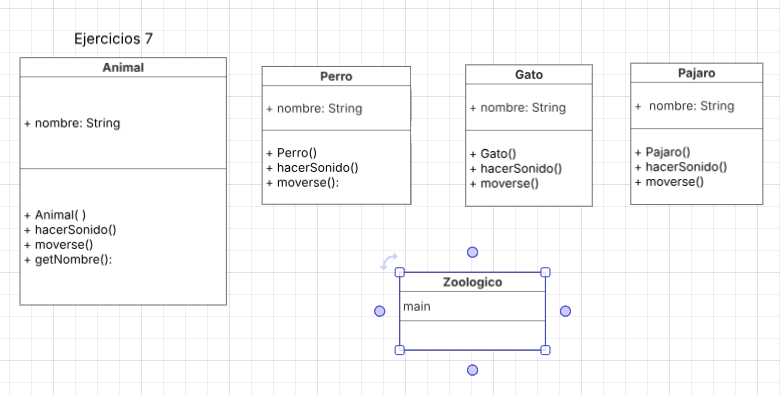 Ejercicios 7
Animal
+ nombre: String
+ Animal( )
+ hacerSonido()
+ moverse()
+ getNombre():
Perro
+ nombre: String
+ Perro()
+ hacerSonido()
+ moverse():
Gato
+ nombre: String
+ Gato()
+ hacerSonido()
+ moverse()
Pajaro
+ nombre: String
+ Pajaro()
+ hacerSonido()
+ moverse()
Zoologico
main